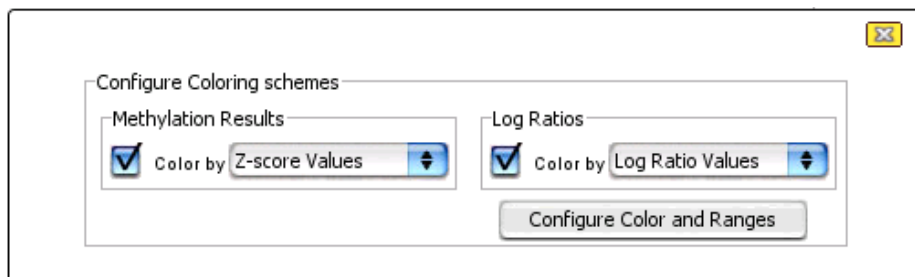 Configure Coloring schemes
Methylation Results
Color by Z-score Values
Log Ratios
Color by Log Ratio Values
Configure Color and Ranges